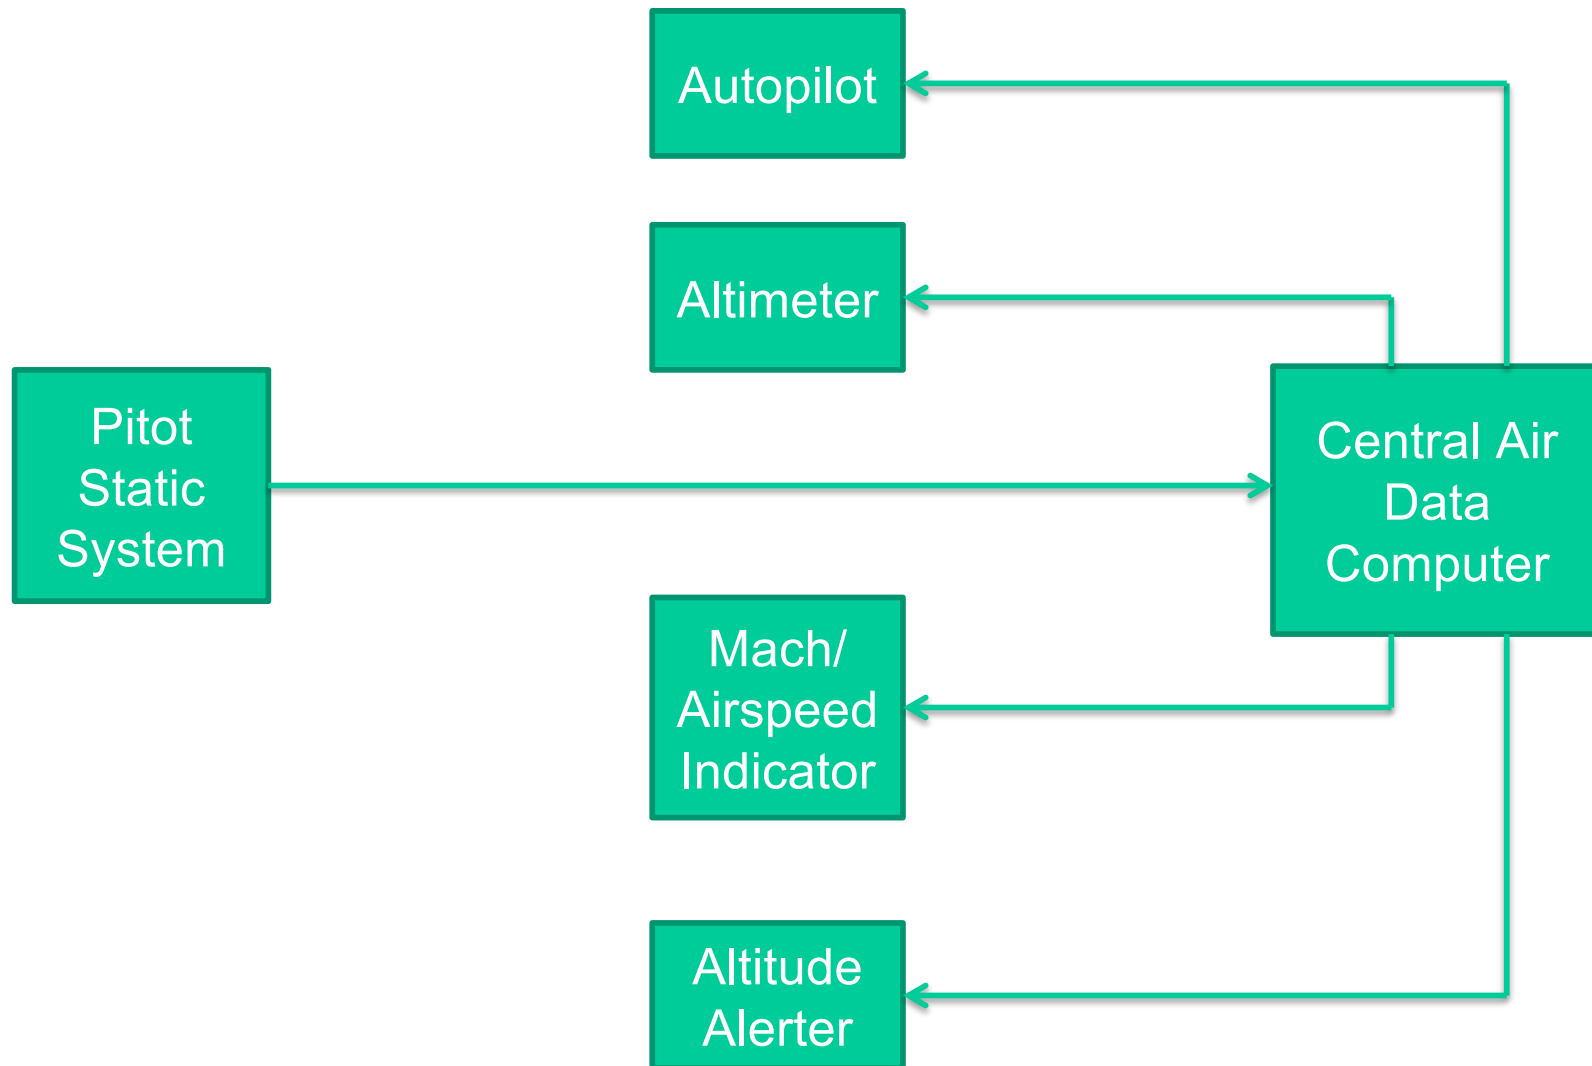 Autopilot
Altimeter
Pitot
Static
System
Central Air
Data
Computer
Mach/
Airspeed
Indicator
Altitude
Alerter